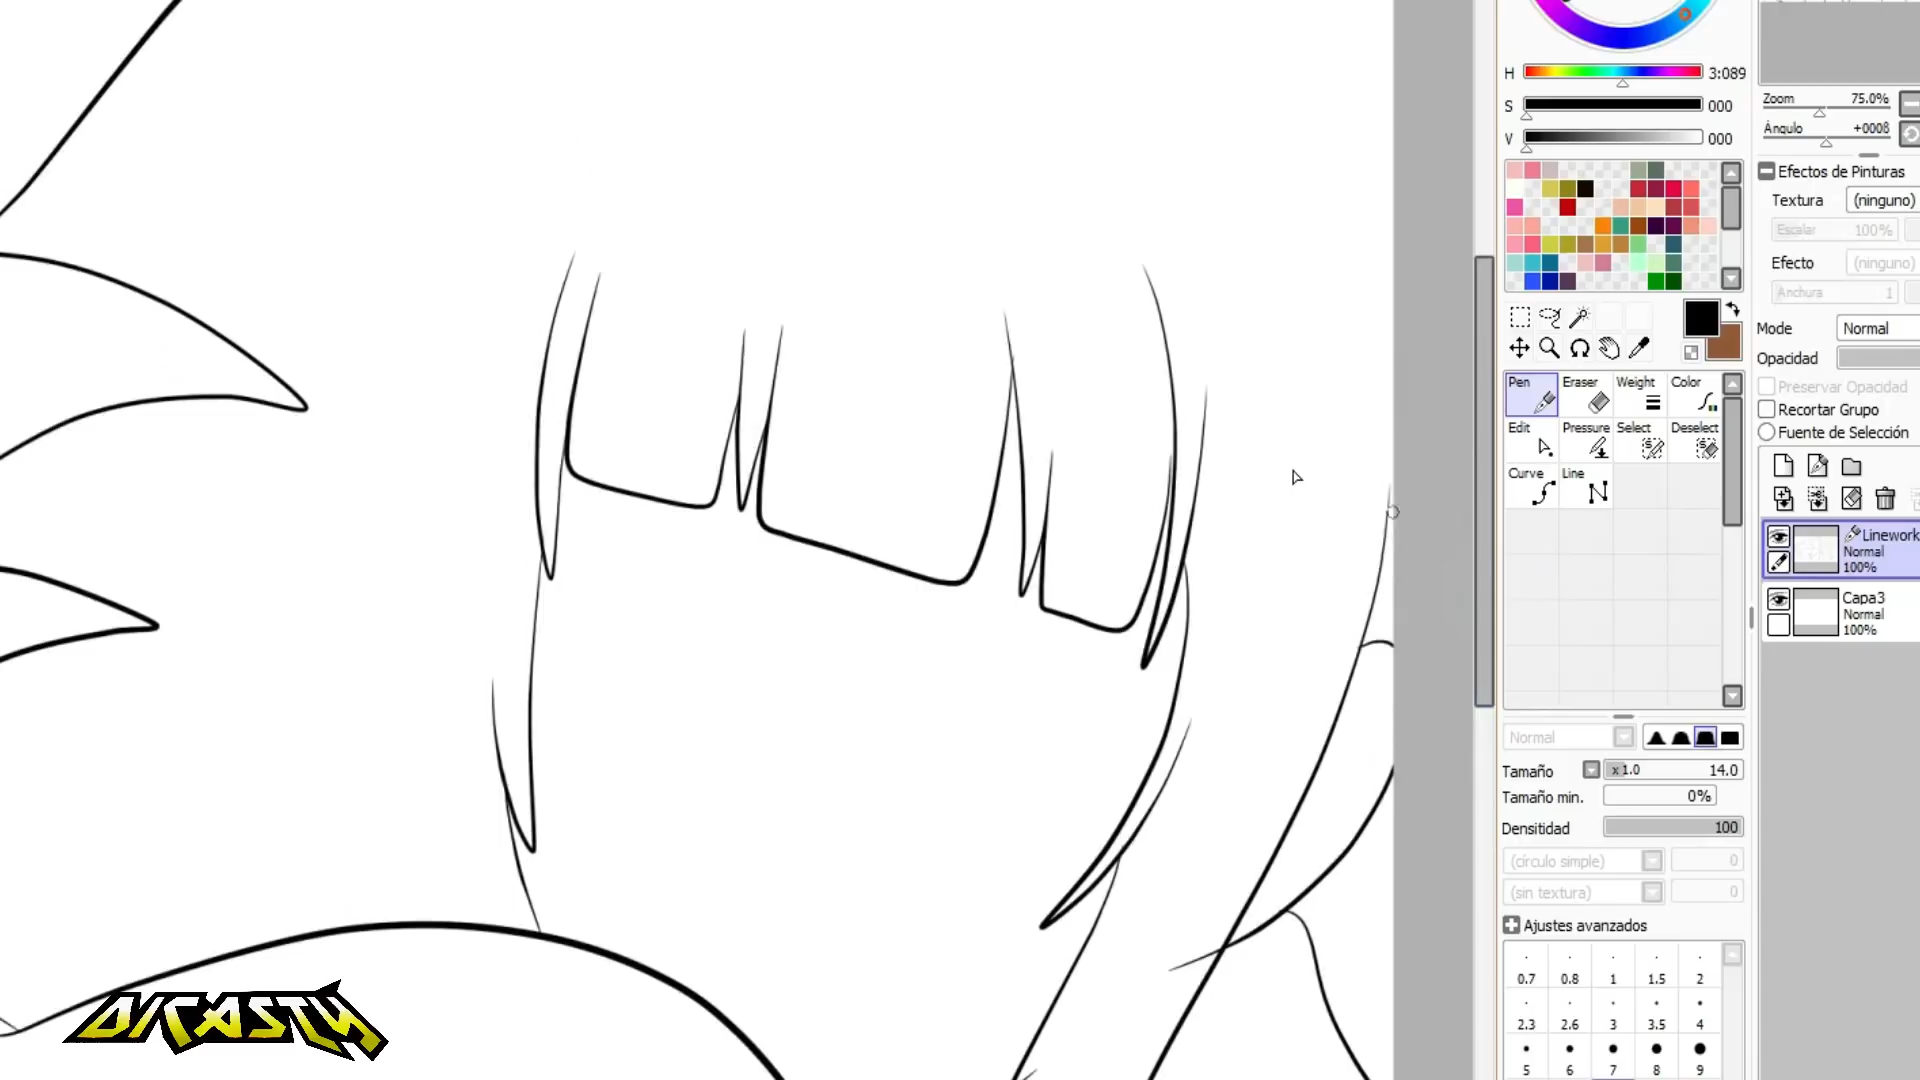 H 3:089
S 000
V 000
Zoom 75.0%
Ángulo +0008
Efectos de Pinturas
Textura (ninguno)
Escalar 100%
Efecto (ninguno)
Anchura 1
Mode Normal
Opacidad
Preservar Opacidad
Recortar Grupo
Fuente de Selección
Pen Eraser Weight Color
Edit Pressure Select Deselect
Curve Line
Linework
Normal
100%
Capa3
Normal
100%
Normal
Tamaño x1.0 14.0
Tamaño min. 0%
Densitidad 100
(círculo simple) 0
(sin textura) 0
Ajustes avanzados
0.7 0.8 1 1.5 2
2.3 2.6 3 3.5 4
5 6 7 8 9
DICASTY